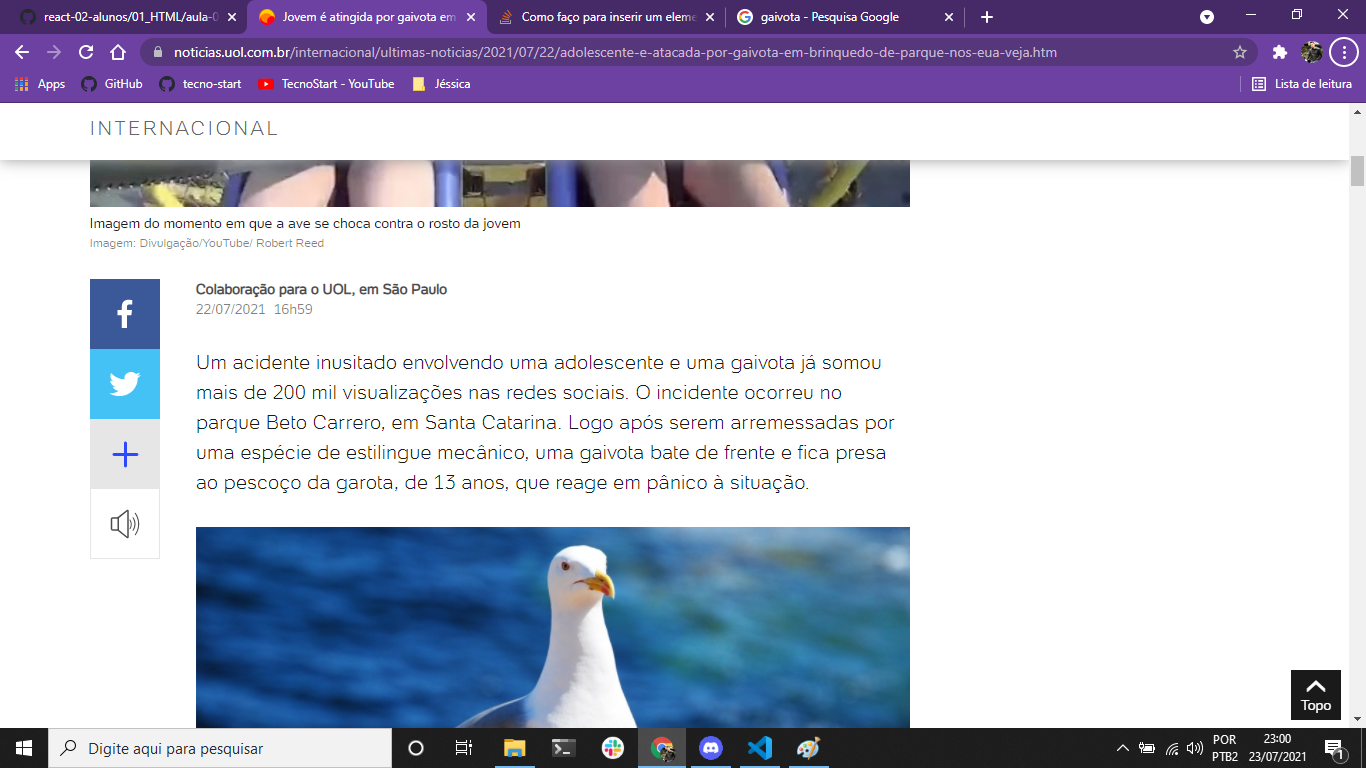 react-02-alunos/01_HTML/aula-0
Jovem é atingida por gaivota em
Como faço para inserir um eleme
gaivota - Pesquisa Google
noticias.uol.com.br/internacional/ultimas-noticias/2021/07/22/adolescente-e-atacada-por-gaivota-em-brinquedo-de-parque-nos-eua-veja.htm
Apps
GitHub
tecno-start
TecnoStart - YouTube
Jéssica
Lista de leitura
INTERNACIONAL
Imagem do momento em que a ave se choca contra o rosto da jovem
Imagem: Divulgação/YouTube/ Robert Reed
Colaboração para o UOL, em São Paulo
22/07/2021 16h59
Um acidente inusitado envolvendo uma adolescente e uma gaivota já somou
mais de 200 mil visualizações nas redes sociais. O incidente ocorreu no
parque Beto Carrero, em Santa Catarina. Logo após serem arremessadas por
uma espécie de estilingue mecânico, uma gaivota bate de frente e fica presa
ao pescoço da garota, de 13 anos, que reage em pânico à situação.
Topo
Digite aqui para pesquisar
POR
PTB2
23:00
23/07/2021
1